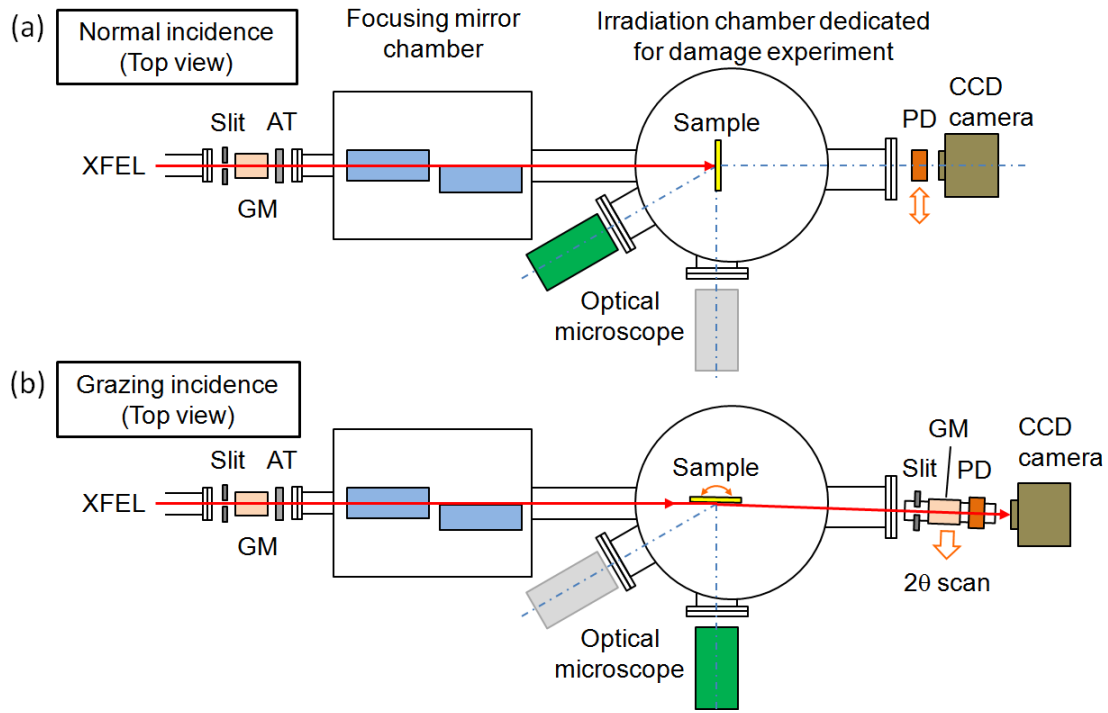 (a)
Normal incidence
(Top view)
Focusing mirror
chamber
Irradiation chamber dedicated
for damage experiment
Slit AT
XFEL
GM
Sample
PD
CCD
camera
Optical
microscope
(b)
Grazing incidence
(Top view)
Slit AT
XFEL
GM
Sample
GM
Slit PD
CCD
camera
2θ scan
Optical
microscope